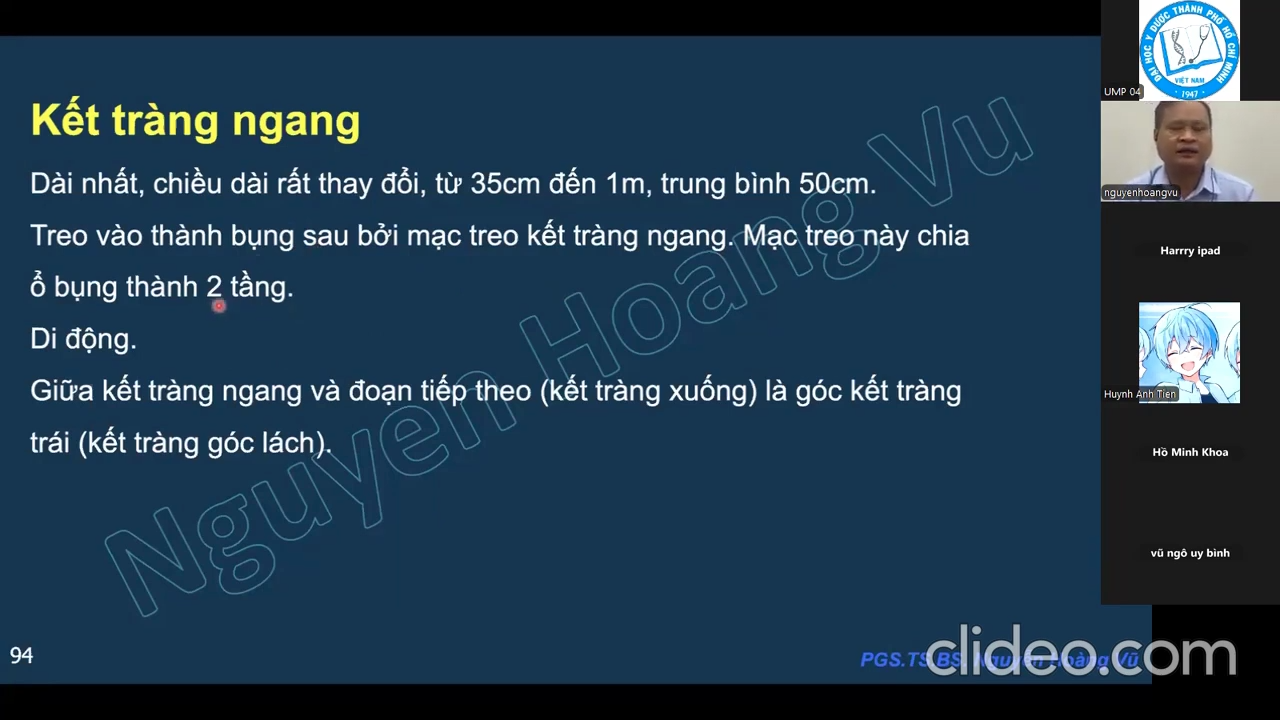 Kết tràng ngang
Dài nhất, chiều dài rất thay đổi, từ 35cm đến 1m, trung bình 50cm.
Treo vào thành bụng sau bởi mạc treo kết tràng ngang. Mạc treo này chia
ổ bụng thành 2 tầng.
Di động.
Giữa kết tràng ngang và đoạn tiếp theo (kết tràng xuống) là góc kết tràng
trái (kết tràng góc lách).
Nguyen Hoang Vu
94
PGS.TS.BS. Nguyễn Hoàng Vũ
clideo.com
ĐẠI HỌC Y DƯỢC THÀNH PHỐ HỒ CHÍ MINH
VIỆT NAM
1947
UMP 04
nguyenhoangvu
Harrry ipad
Huynh Anh Tien
Hồ Minh Khoa
vũ ngô uy bình